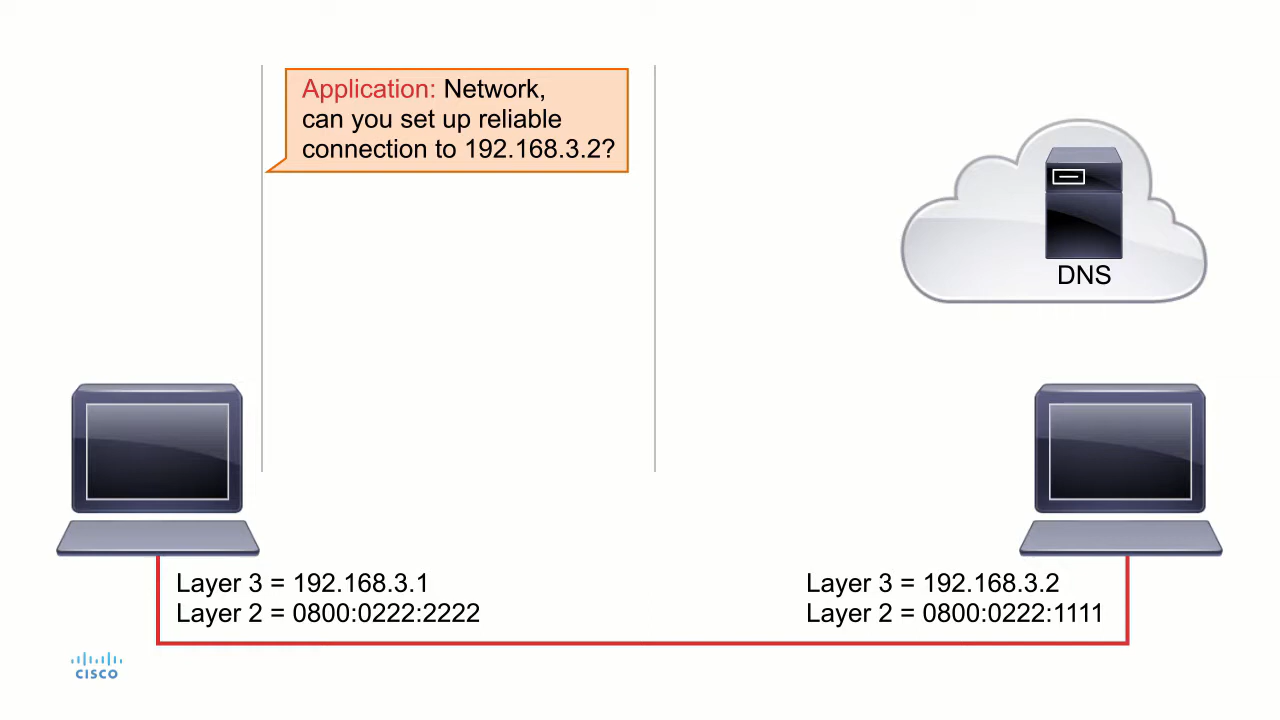 Application: Network,
can you set up reliable
connection to 192.168.3.2?
DNS
Layer 3 = 192.168.3.1
Layer 2 = 0800:0222:2222
Layer 3 = 192.168.3.2
Layer 2 = 0800:0222:1111
CISCO